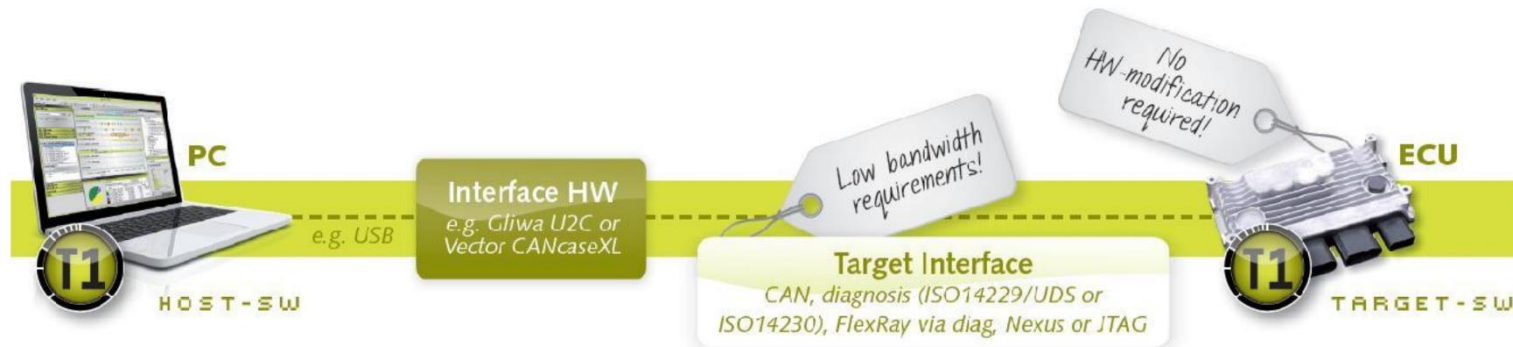 PC
T1
HOST-SW
e.g. USB
Interface HW
e.g. Gliwa U2C or
Vector CANcaseXL
Low bandwidth
requirements!
Target Interface
CAN, diagnosis (ISO14229/UDS or
ISO14230), FlexRay via diag, Nexus or JTAG
No
HW-modification
required!
ECU
T1
TARGET-SW